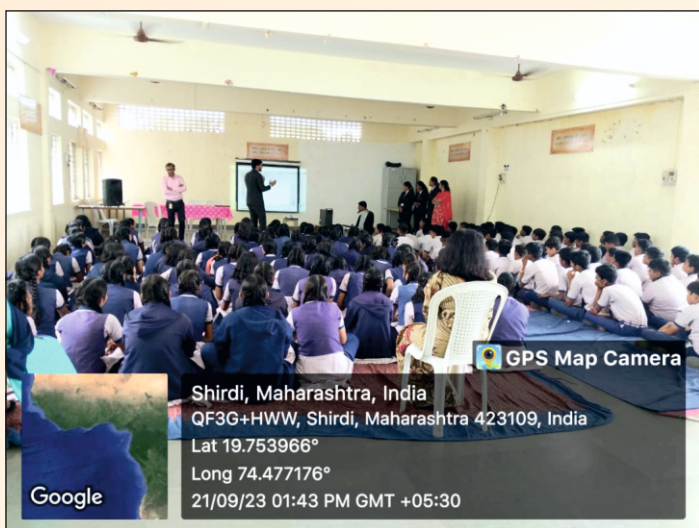 GPS Map Camera
Shirdi, Maharashtra, India
QF3G+HWW, Shirdi, Maharashtra 423109, India
Lat 19.753966°
Long 74.477176°
21/09/23 01:43 PM GMT +05:30
Google